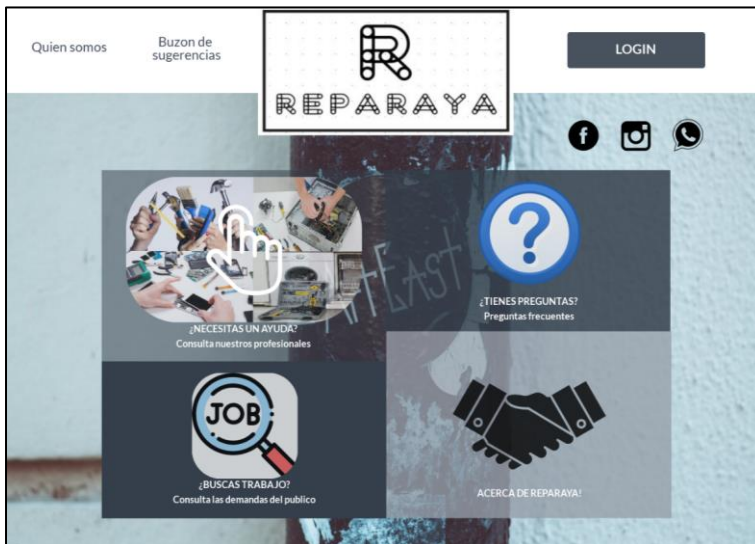 Quien somos
Buzon de
sugerencias
R
REPARAYA
LOGIN
¿NECESITAS UN AYUDA?
Consulta nuestros profesionales
¿TIENES PREGUNTAS?
Preguntas frecuentes
ArtEast
JOB
¿BUSCAS TRABAJO?
Consulta las demandas del publico
ACERCA DE REPARAYA!